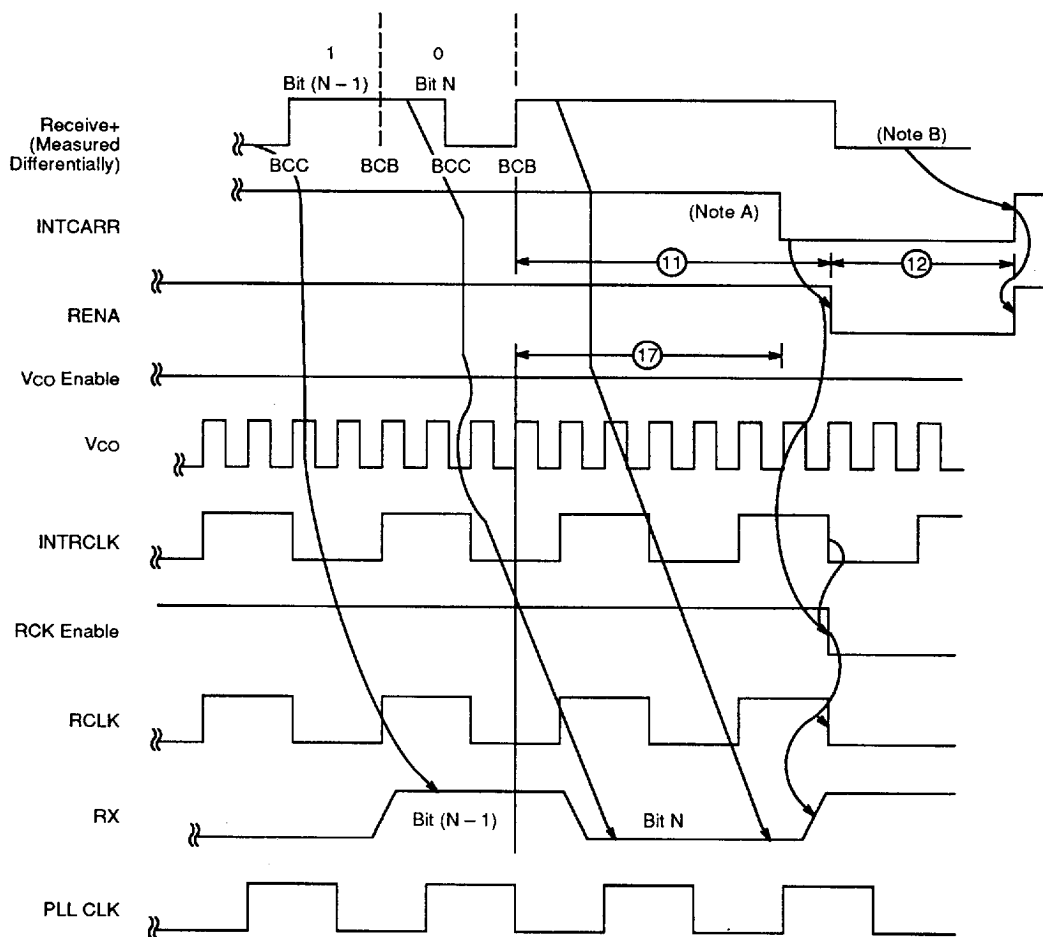 1 0
Bit (N – 1) Bit N
Receive+
(Measured
Differentially)
(Note B)
BCC BCB BCC BCB
INTCARR
(Note A)
11 12
RENA
17
VCO Enable
VCO
INTRCLK
RCK Enable
RCLK
RX
Bit (N – 1) Bit N
PLL CLK